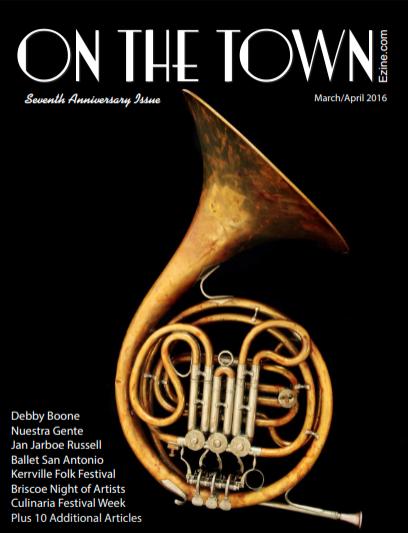 ON THE TOWN
Ezine.com
Seventh Anniversary Issue
March/April 2016
Debby Boone
Nuestra Gente
Jan Jarboe Russell
Ballet San Antonio
Kerrville Folk Festival
Briscoe Night of Artists
Culinaria Festival Week
Plus 10 Additional Articles